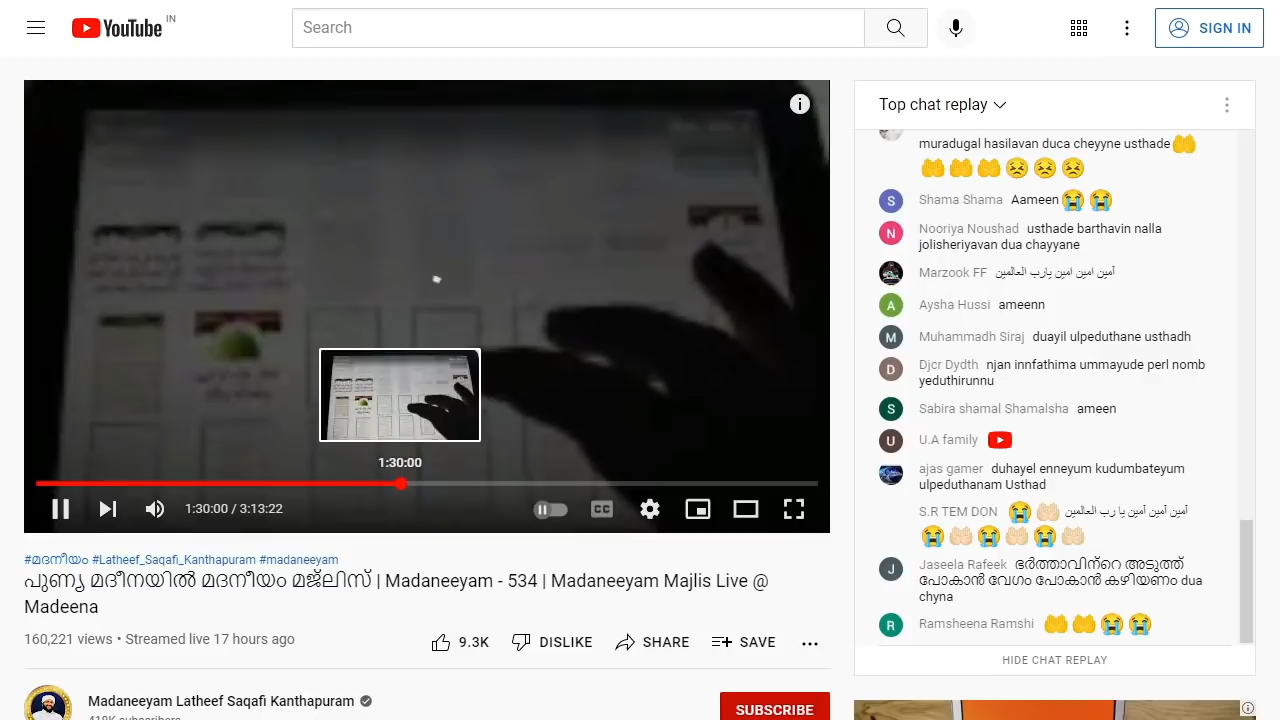 YouTube IN
Search
SIGN IN
1:30:00
1:30:00 / 3:13:22
CC
#മദനീയം #Latheef_Saqafi_Kanthapuram #madaneeyam
പുണ്യ മദീനയിൽ മദനീയം മജ്ലിസ് | Madaneeyam - 534 | Madaneeyam Majlis Live @
Madeena
160,221 views • Streamed live 17 hours ago
9.3K
DISLIKE
SHARE
SAVE
Madaneeyam Latheef Saqafi Kanthapuram
419K subscribers
SUBSCRIBE
Top chat replay
muradugal hasilavan duca cheyyne usthade🤲
🤲🤲🤲😣😣😣
S Shama Shama Aameen😭😭
N Nooriya Noushad usthade barthavin nalla
jolisheriyavan dua chayyane
Marzook FF آمين امين امين يارب العالمين
A Aysha Hussi ameenn
M Muhammadh Siraj duayil ulpeduthane usthadh
D Djcr Dydth njan innfathima ummayude perl nomb
yeduthirunnu
S Sabira shamal Shamalsha ameen
U U.A family
ajas gamer duhayel enneyum kudumbateyum
ulpeduthanam Usthad
S.R TEM DON 😭🤲🏻 آمين آمين آمين يا رب العالمين
😭🤲🏻😭🤲🏻😭🤲🏻
J Jaseela Rafeek ഭർത്താവിന്റെ അടുത്ത്
പോകാൻ വേഗം പോകാൻ കഴിയണം dua
chyna
R Ramsheena Ramshi 🤲🤲😭😭
HIDE CHAT REPLAY